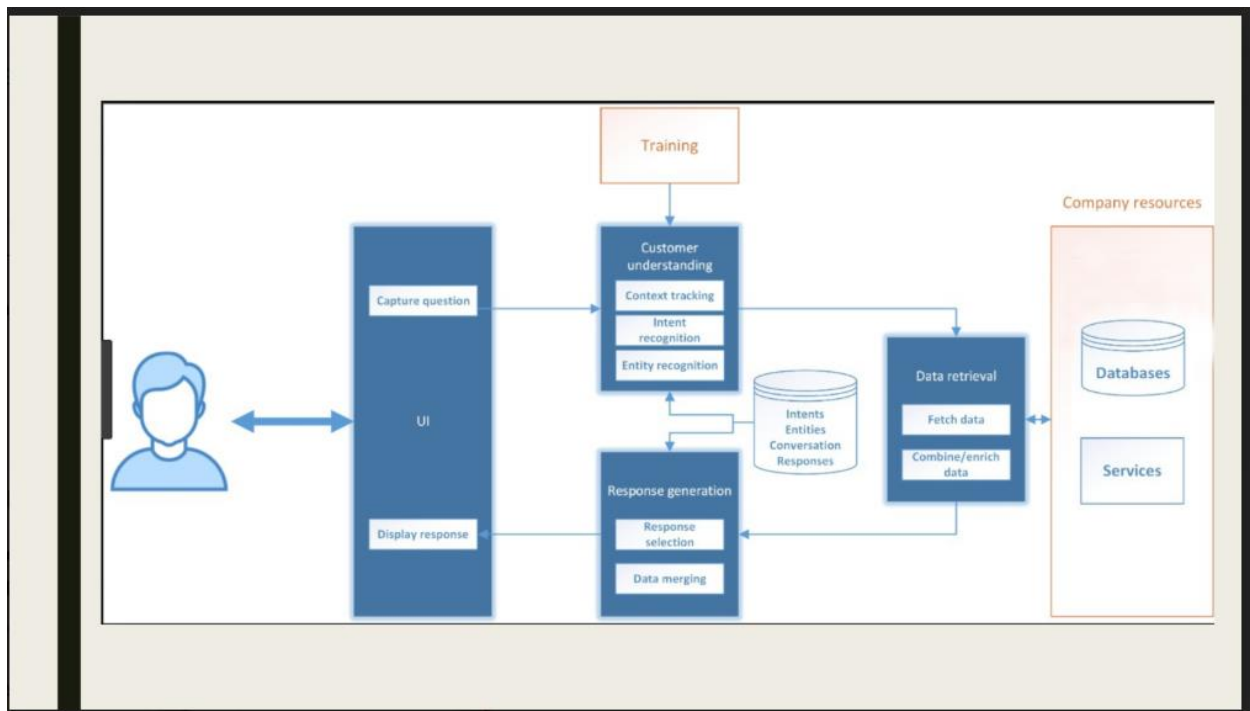 Training
Company resources
Customer
understanding
Capture question
Context tracking
Intent
recognition
Entity recognition
Data retrieval
Databases
UI
Intents
Entities
Conversation
Responses
Fetch data
Combine/enrich
data
Services
Response generation
Display response
Response
selection
Data merging